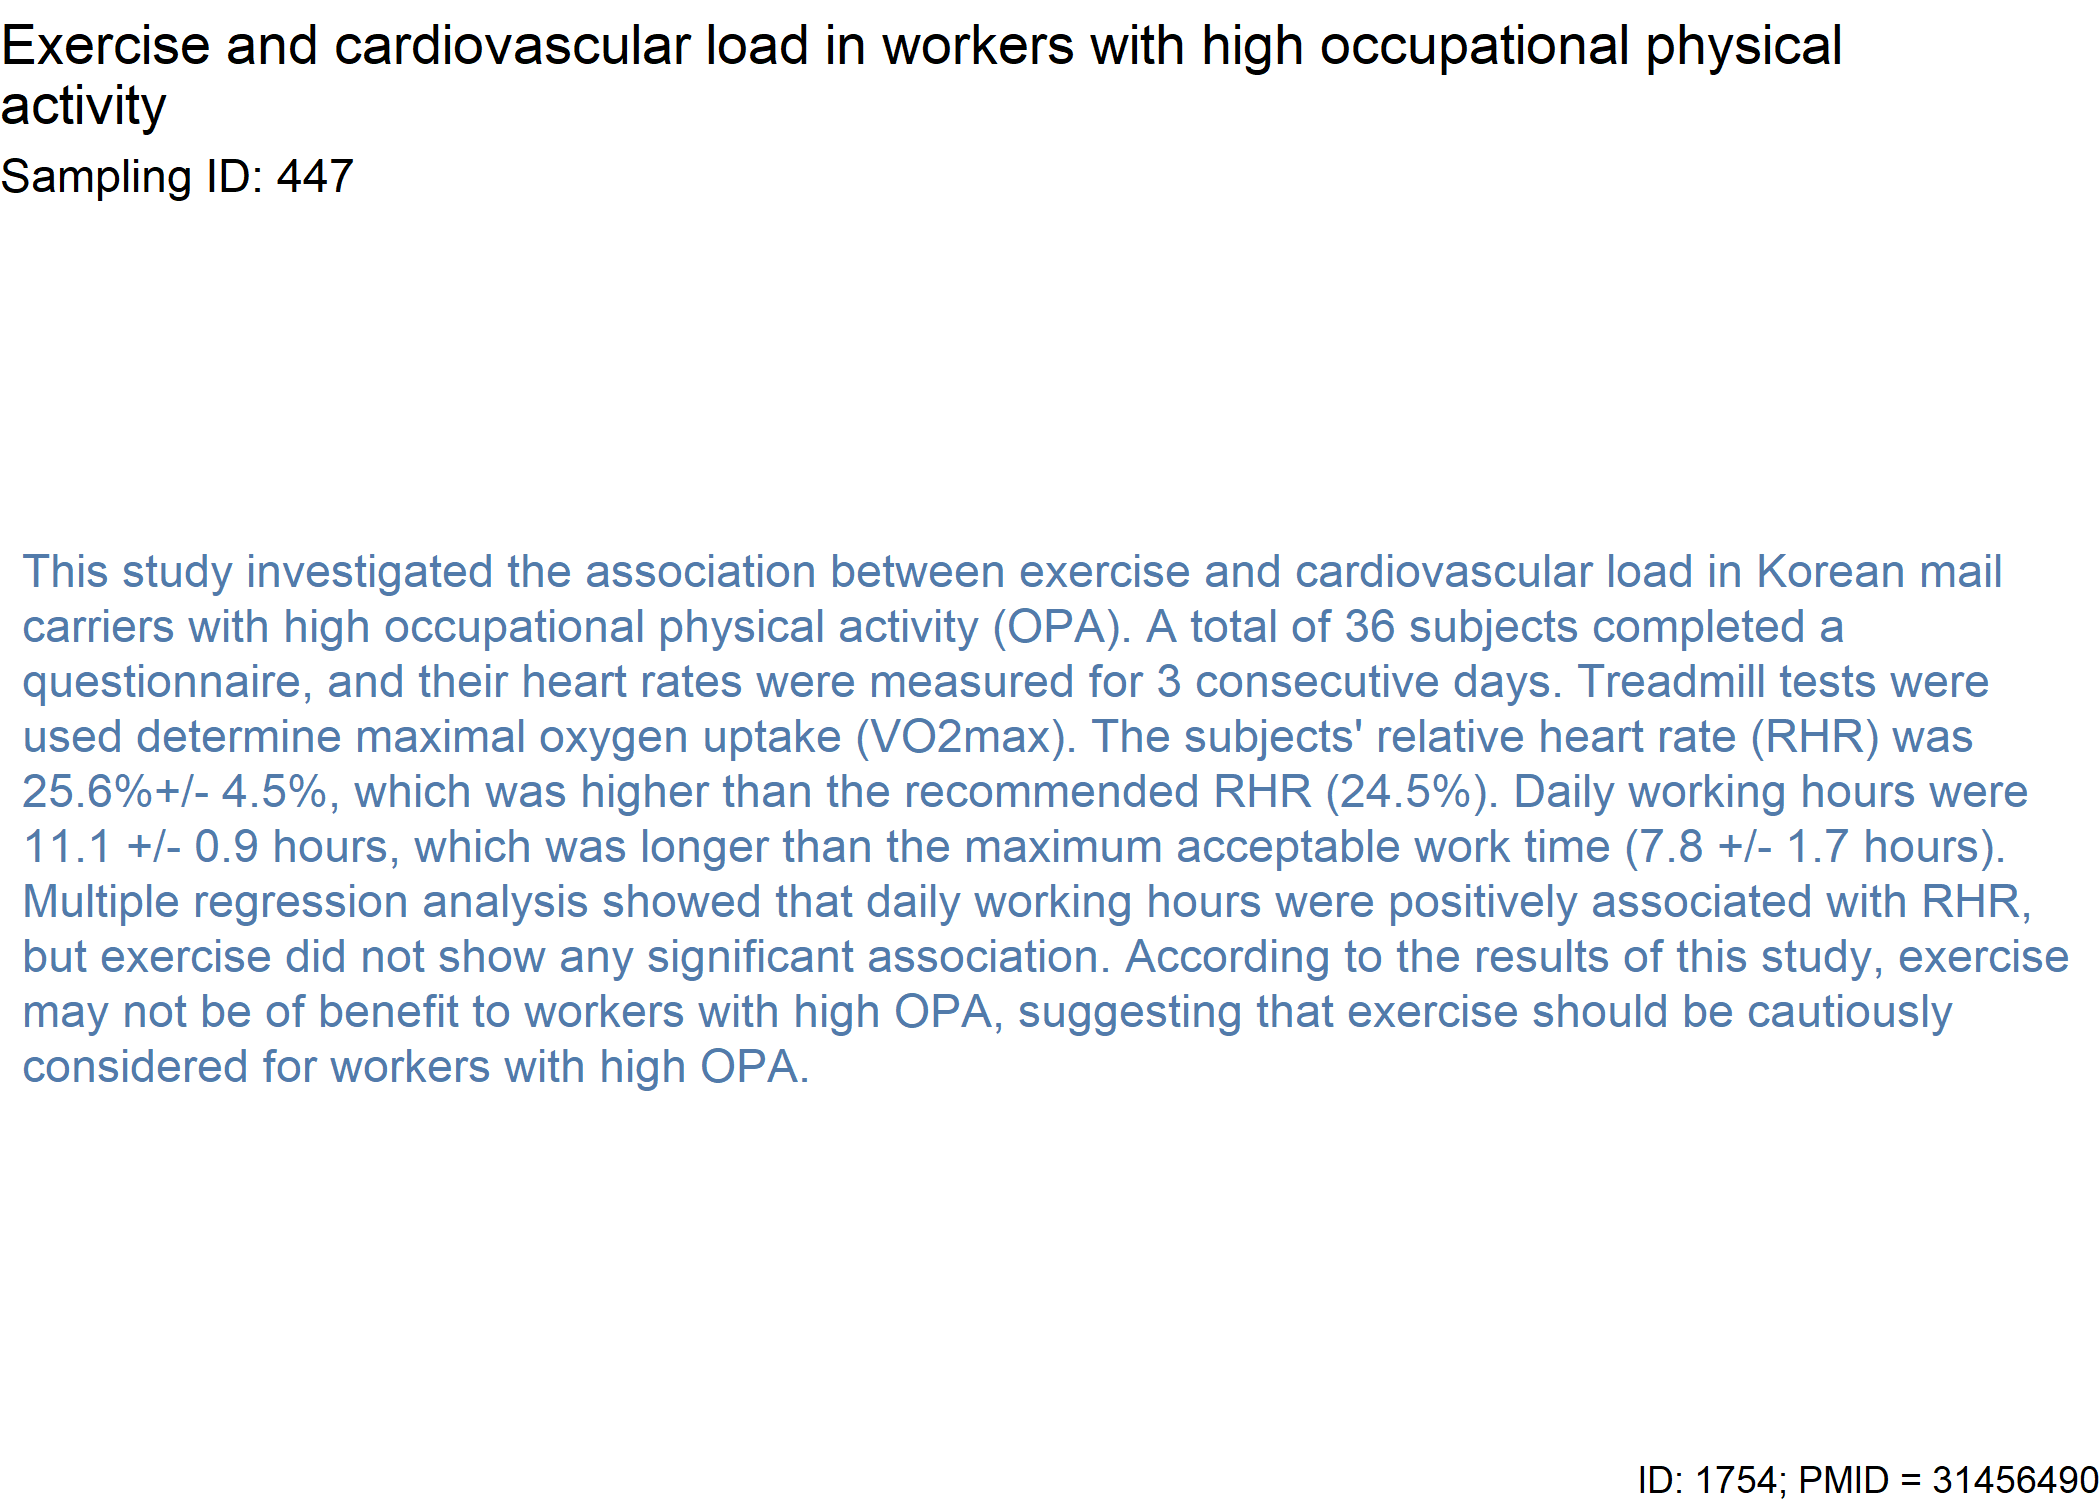 Exercise and cardiovascular load in workers with high occupational physical
activity
Sampling ID: 447
This study investigated the association between exercise and cardiovascular load in Korean mail
carriers with high occupational physical activity (OPA). A total of 36 subjects completed a
questionnaire, and their heart rates were measured for 3 consecutive days. Treadmill tests were
used determine maximal oxygen uptake (VO2max). The subjects' relative heart rate (RHR) was
25.6%+/- 4.5%, which was higher than the recommended RHR (24.5%). Daily working hours were
11.1 +/- 0.9 hours, which was longer than the maximum acceptable work time (7.8 +/- 1.7 hours).
Multiple regression analysis showed that daily working hours were positively associated with RHR,
but exercise did not show any significant association. According to the results of this study, exercise
may not be of benefit to workers with high OPA, suggesting that exercise should be cautiously
considered for workers with high OPA.
ID: 1754; PMID = 31456490